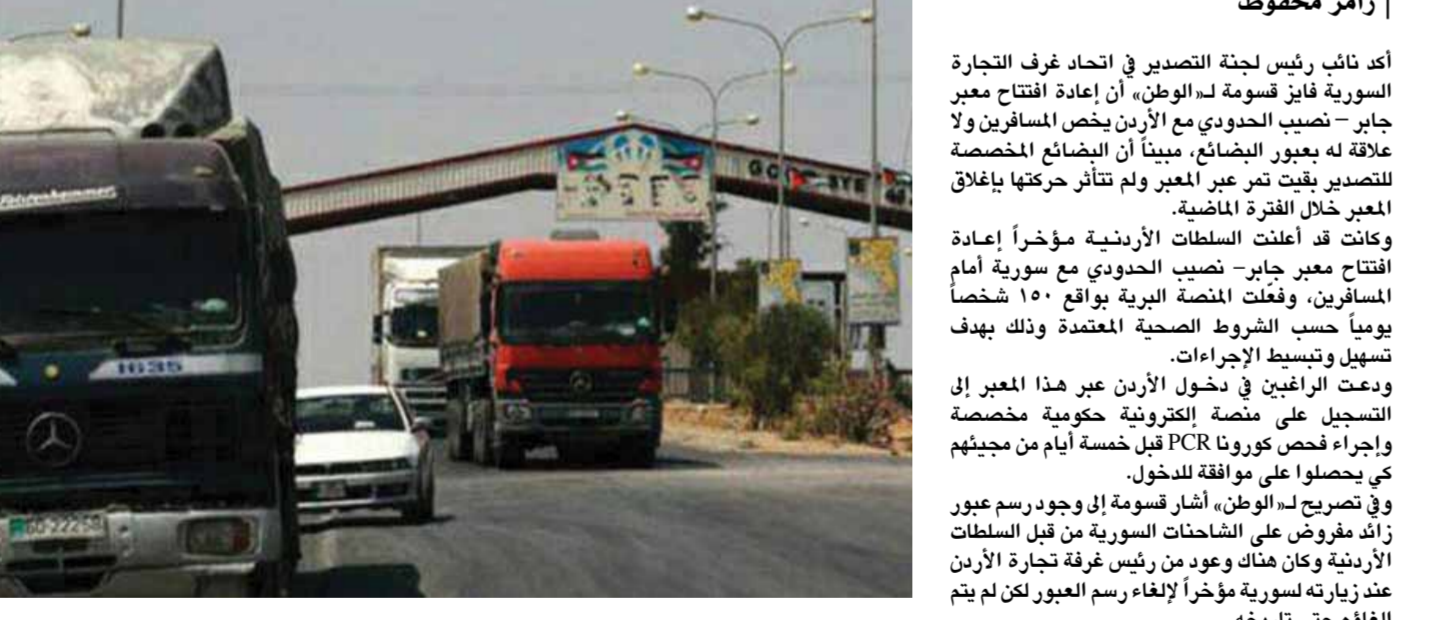 | رامز محفوظ
أكد نائب رئيس لجنة التصدير في اتحاد غرف التجارة
السورية فايز قسومة لـ«الوطن» أن إعادة افتتاح معبر
جابر – نصيب الحدودي مع الأردن يخص المسافرين ولا
علاقة له بعبور البضائع، مبيناً أن البضائع المخصصة
للتصدير بقيت تمر عبر المعبر ولم تتأثر حركتها بإغلاق
المعبر خلال الفترة الماضية.
وكانت قد أعلنت السلطات الأردنية مؤخراً إعادة
افتتاح معبر جابر– نصيب الحدودي مع سورية أمام
المسافرين، وفعّلت المنصة البرية بواقع ١٥٠ شخصاً
يومياً حسب الشروط الصحية المعتمدة وذلك بهدف
تسهيل وتبسيط الإجراءات.
ودعت الراغبين في دخول الأردن عبر هذا المعبر إلى
التسجيل على منصة إلكترونية حكومية مخصصة
وإجراء فحص كورونا PCR قبل خمسة أيام من مجيئهم
كي يحصلوا على موافقة للدخول.
وفي تصريح لـ«الوطن» أشار قسومة إلى وجود رسم عبور
زائد مفروض على الشاحنات السورية من قبل السلطات
الأردنية وكان هناك وعود من رئيس غرفة تجارة الأردن
عند زيارته لسورية مؤخراً لإلغاء رسم العبور لكن لم يتم
1635